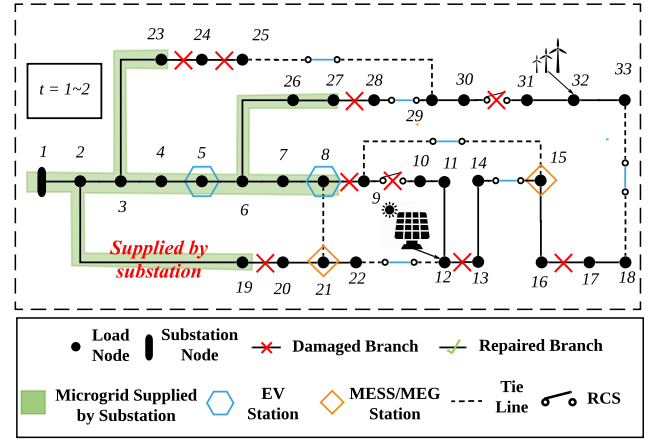 23 24 25
t = 1~2
26 27 28 30 31 32 33
29
1 2 4 5 7 8 10 11 14 15
3 6 9
Supplied by
substation
19 20 21 22 12 13 16 17 18
Load
Node
Substation
Node
Damaged Branch
Repaired Branch
Microgrid Supplied
by Substation
EV
Station
MESS/MEG
Station
Tie
Line
RCS